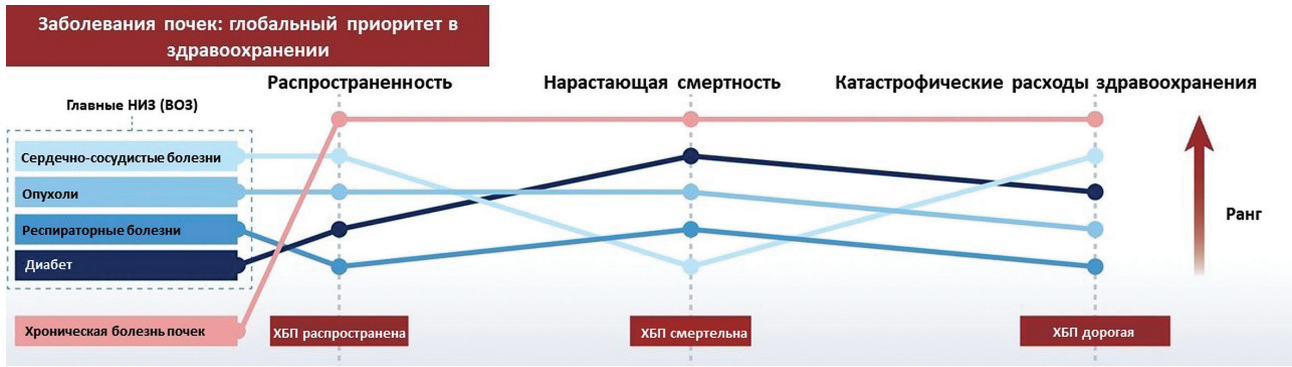 Заболевания почек: глобальный приоритет в
здравоохранении
Распространенность
Нарастающая смертность
Катастрофические расходы здравоохранения
Главные НИЗ (ВОЗ)
Сердечно-сосудистые болезни
Опухоли
Респираторные болезни
Диабет
Хроническая болезнь почек
Ранг
ХБП распространена
ХБП смертельна
ХБП дорогая